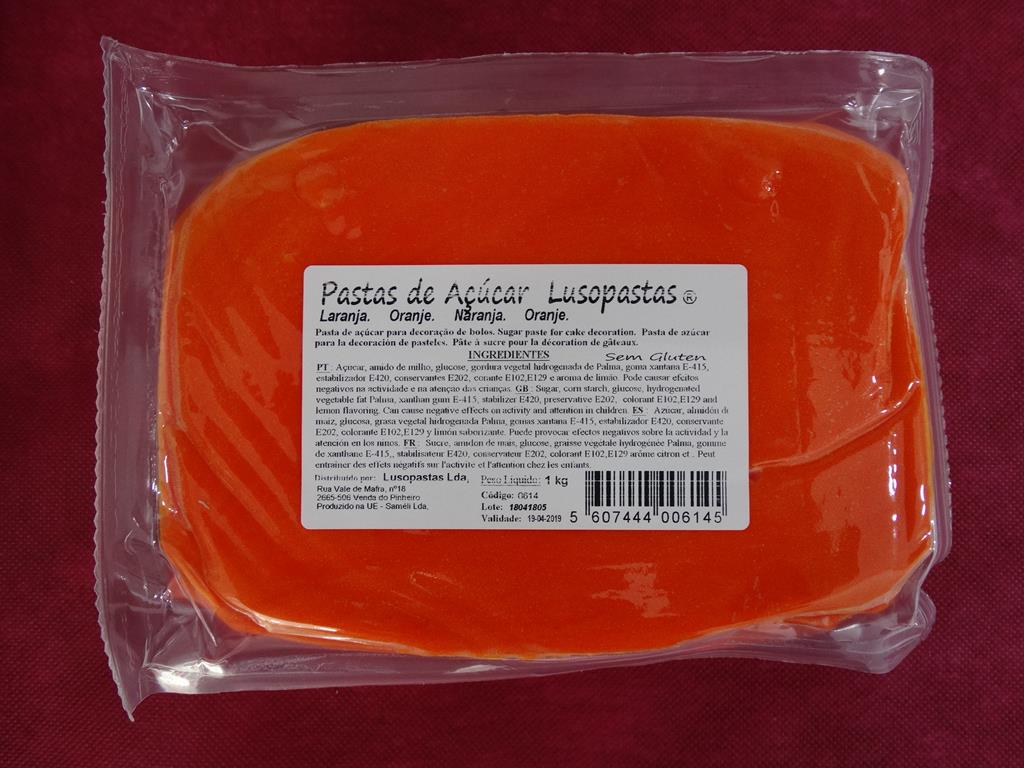 Pastas de Açúcar Lusopastas ®
Laranja. Oranje. Naranja. Oranje.
Pasta de açúcar para decoração de bolos. Sugar paste for cake decoration. Pasta de azúcar
para la decoración de pasteles. Pâte à sucre pour la décoration de gâteaux.
INGREDIENTES Sem Gluten
PT : Açucar, amido de milho, glucose, gordura vegetal hidrogenada de Palma, goma xantana E-415,
estabilizador E420, conservantes E202, corante E102,E129 e aroma de limão. Pode causar efeitos
negativos na actividade e na atenção das crianças. GB : Sugar, corn starch, glucose, hydrogenated
vegetable fat Palma, xanthan gum E-415, stabilizer E420, preservative E202, colorant E102,E129 and
lemon flavoring. Can cause negative effects on activity and attention in children. ES : Azúcar, almidón de
maiz, glucosa, grasa vegetal hidrogenada Palma, gomas xantana E-415, estabilizador E420, conservante
E202, colorante E102,E129 y limón saborizante. Puede provocar efectos negativos sobre la actividad y la
atención en los ninos. FR : Sucre, amidon de mais, glucose, graisse vegétale hydrogénée Palma, gomme
de xanthane E-415,, stabilisateur E420, conservateur E202, colorant E102,E129 arôme citron et . Peut
entraîner des effets négatifs sur l'activite et l'attention chez les enfants.
Distribuido por: Lusopastas Lda,
Rua Vale de Mafra, nº18
2665-506 Venda do Pinheiro
Produzido na UE - Saméli Lda,
Peso Liquido: 1 kg
Código: 0614
Lote: 18041805
Validade: 19-04-2019
5 607444 006145